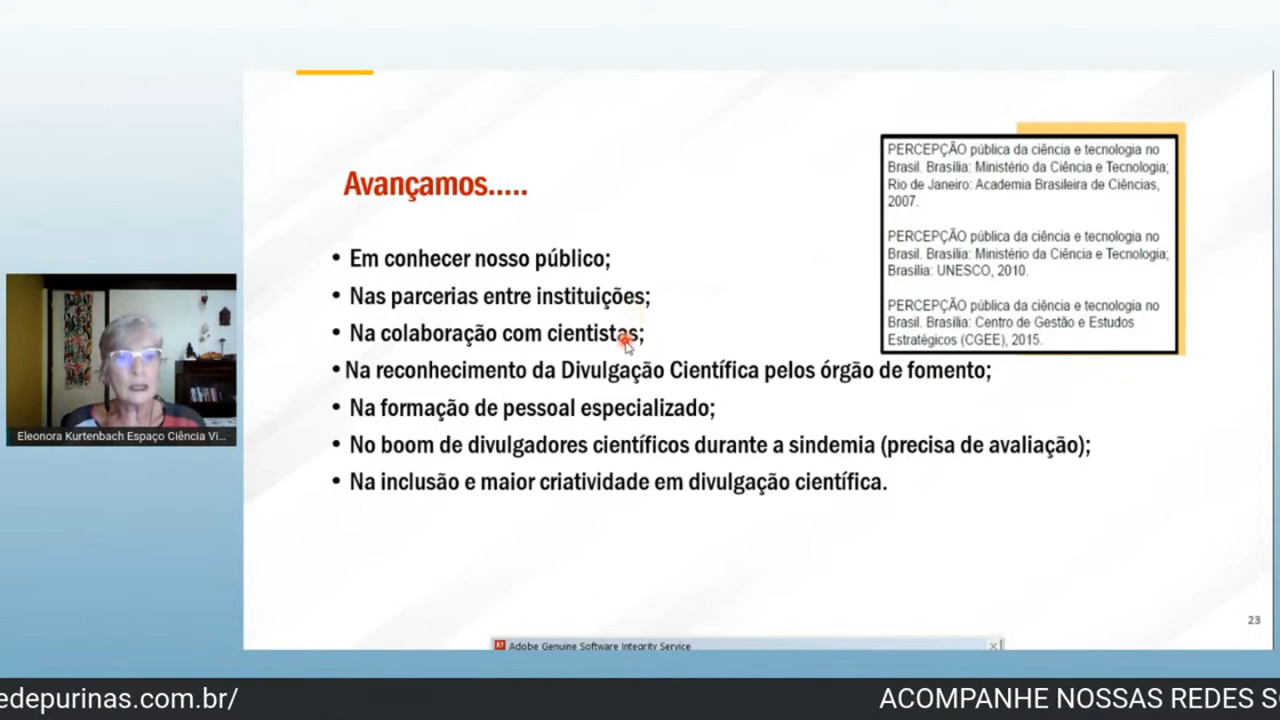 Avançamos.....
• Em conhecer nosso público;
• Nas parcerias entre instituições;
• Na colaboração com cientistas;
• Na reconhecimento da Divulgação Científica pelos órgão de fomento;
• Na formação de pessoal especializado;
• No boom de divulgadores científicos durante a sindemia (precisa de avaliação);
• Na inclusão e maior criatividade em divulgação científica.
PERCEPÇÃO pública da ciência e tecnologia no
Brasil. Brasília: Ministério da Ciência e Tecnologia;
Rio de Janeiro: Academia Brasileira de Ciências,
2007.
PERCEPÇÃO pública da ciência e tecnologia no
Brasil. Brasília: Ministério da Ciência e Tecnologia;
Brasília: UNESCO, 2010.
PERCEPÇÃO pública da ciência e tecnologia no
Brasil. Brasília: Centro de Gestão e Estudos
Estratégicos (CGEE), 2015.
Eleonora Kurtenbach Espaço Ciência Vi...
23
Adobe Genuine Software Integrity Service
edepurinas.com.br/
ACOMPANHE NOSSAS REDES S